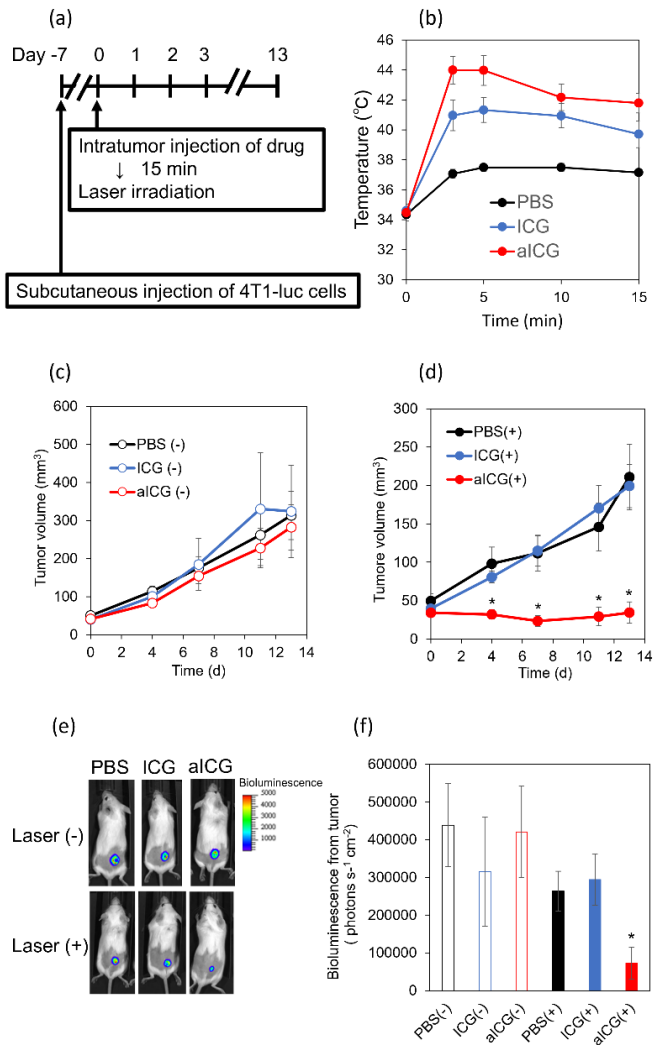 (a)
Day -7 0 1 2 3 13
Intratumor injection of drug
↓ 15 min
Laser irradiation
Subcutaneous injection of 4T1-luc cells
(b)
Temperature (°C)
46
44
42
40
38
36
34
32
30
PBS
ICG
aICG
0 5 10 15
Time (min)
(c)
Tumor volume (mm³)
600
500
400
300
200
100
0
PBS (-)
ICG (-)
aICG (-)
0 2 4 6 8 10 12 14
Time (d)
(d)
Tumore volume (mm³)
300
250
200
150
100
50
0
PBS(+)
ICG(+)
aICG(+)
* * * *
0 2 4 6 8 10 12 14
Time (d)
(e)
PBS ICG aICG
Bioluminescence
5000
4000
3000
2000
1000
Laser (-)
Laser (+)
(f)
Bioluminescence from tumor
( photons s⁻¹ cm⁻²)
600000
500000
400000
300000
200000
100000
0
*
PBS(-) ICG(-) aICG(-) PBS(+) ICG(+) aICG(+)